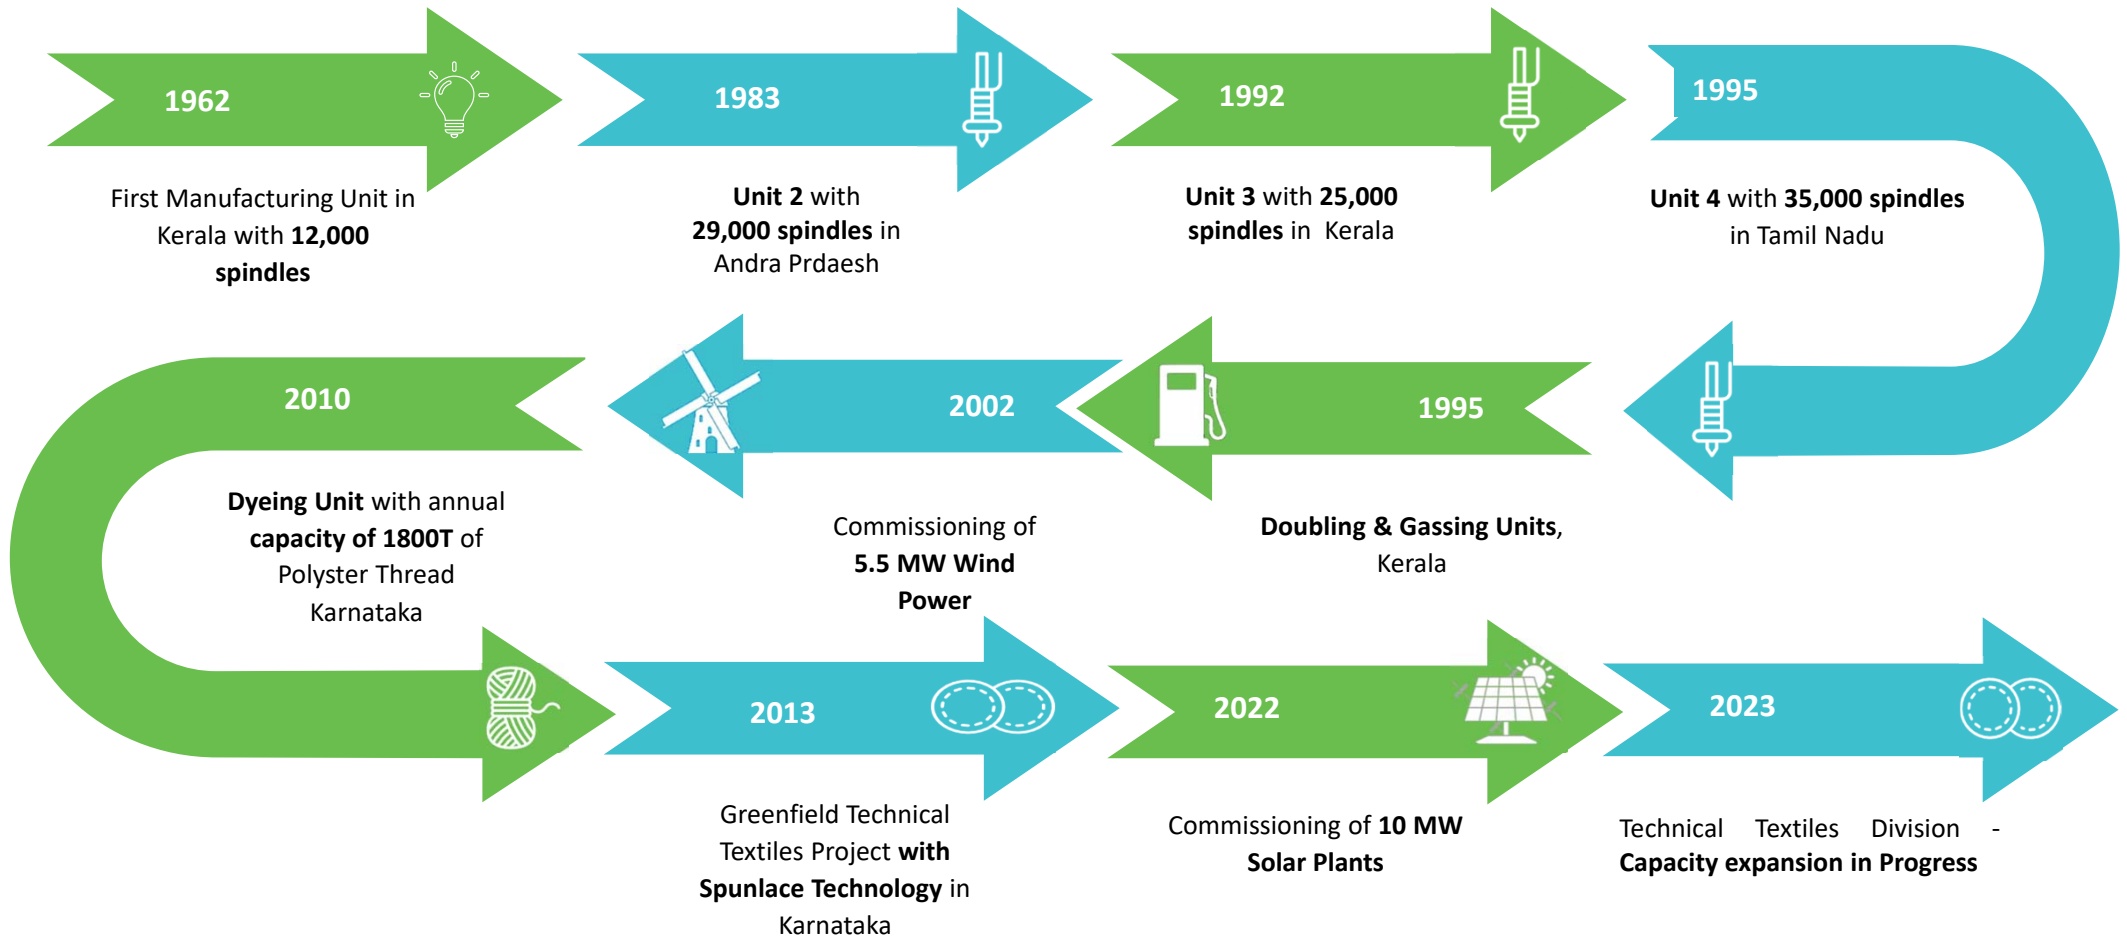 1962
First Manufacturing Unit in
Kerala with 12,000
spindles
1983
Unit 2 with
29,000 spindles in
Andra Prdaesh
1992
Unit 3 with 25,000
spindles in Kerala
1995
Unit 4 with 35,000 spindles
in Tamil Nadu
1995
Doubling & Gassing Units,
Kerala
2002
Commissioning of
5.5 MW Wind
Power
2010
Dyeing Unit with annual
capacity of 1800T of
Polyster Thread
Karnataka
2013
Greenfield Technical
Textiles Project with
Spunlace Technology in
Karnataka
2022
Commissioning of 10 MW
Solar Plants
2023
Technical Textiles Division -
Capacity expansion in Progress